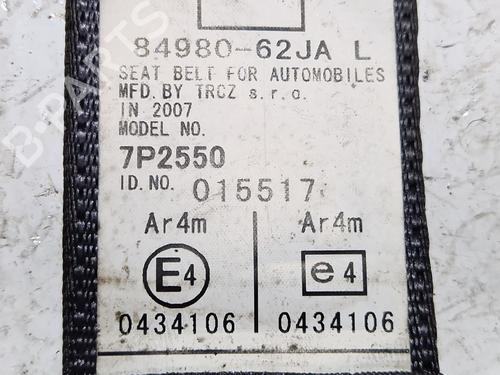 84980-62JA L
SEAT BELT FOR AUTOMOBILES
MFD. BY TRCZ s.r.o.
IN 2007
MODEL NO.
7P2550
ID. NO. 015517
Ar4m Ar4m
E4 e4
0434106 0434106
B-PARTS